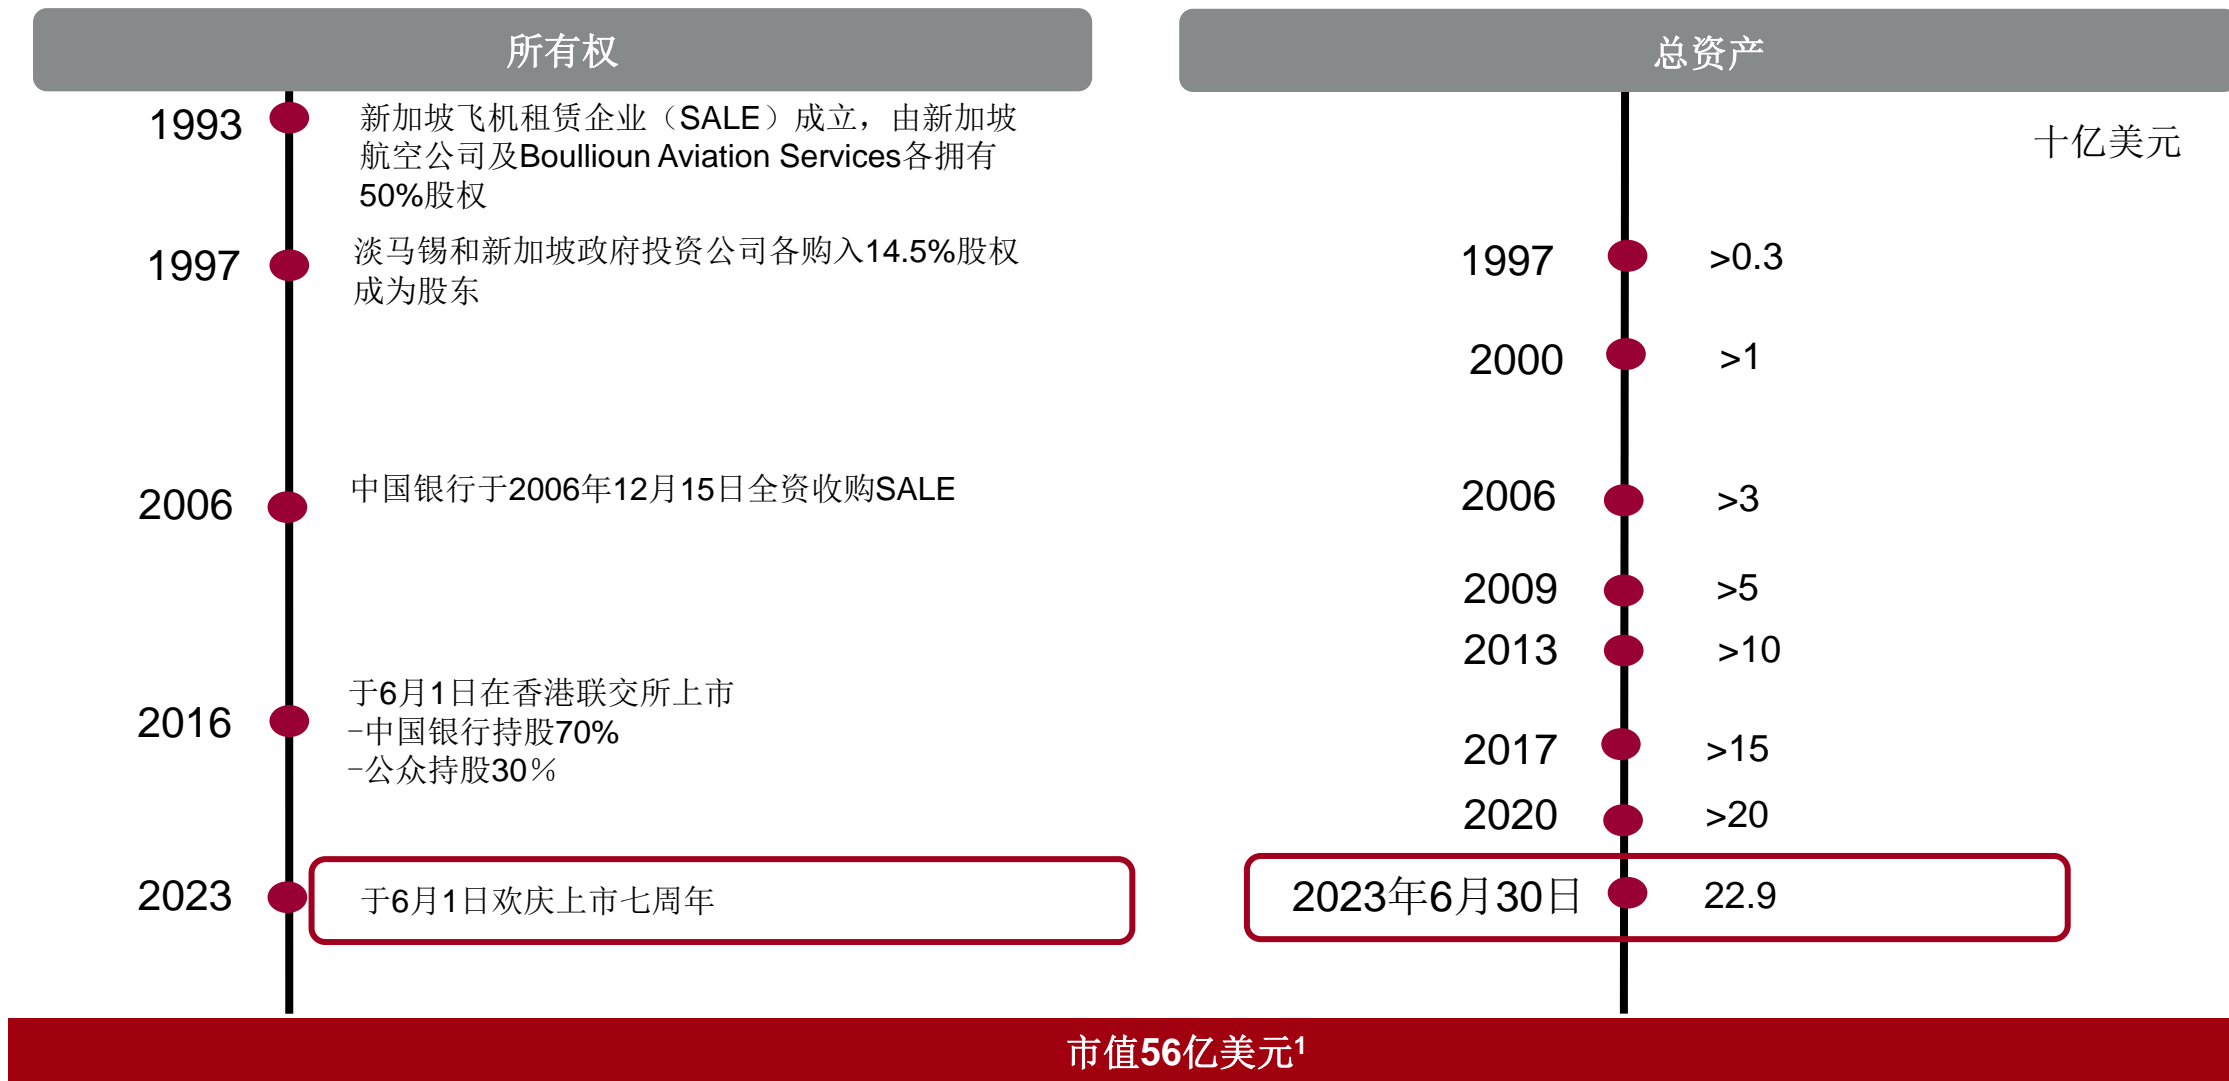 所有权
1993
新加坡飞机租赁企业（SALE）成立，由新加坡
航空公司及Boullioun Aviation Services各拥有
50%股权
1997
淡马锡和新加坡政府投资公司各购入14.5%股权
成为股东
2006
中国银行于2006年12月15日全资收购SALE
2016
于6月1日在香港联交所上市
-中国银行持股70%
-公众持股30％
2023
于6月1日欢庆上市七周年
总资产
十亿美元
1997 >0.3
2000 >1
2006 >3
2009 >5
2013 >10
2017 >15
2020 >20
2023年6月30日 22.9
市值56亿美元¹